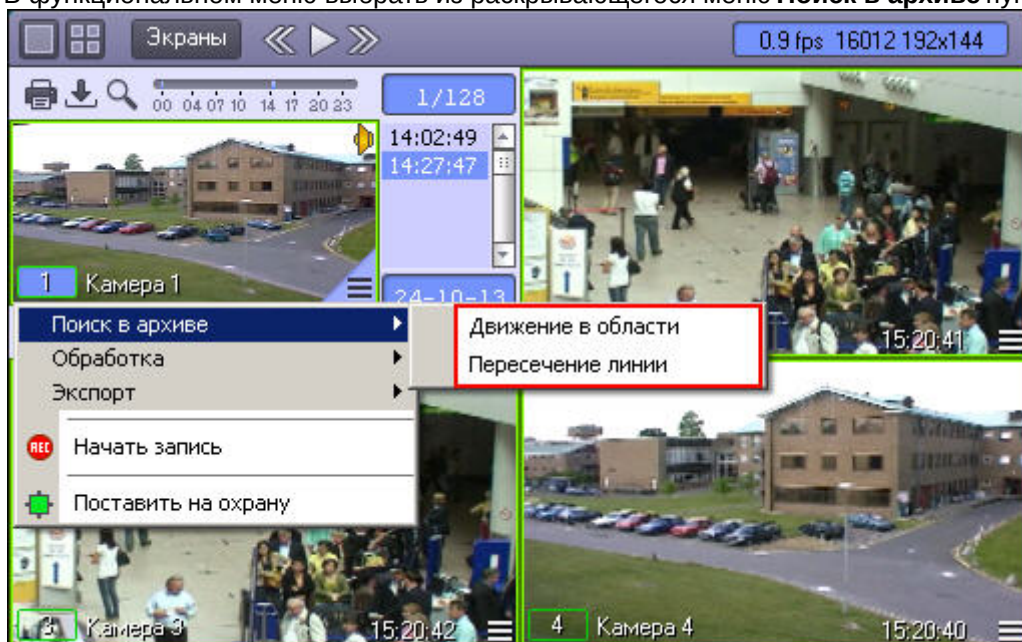 В функциональном меню выбрать из раскрывающегося меню Поиск в архиве
Экраны
0.9 fps 16012 192x144
00 04 07 10 14 17 20 23
1/128
14:02:49
14:27:47
1 Камера 1
24-10-13
15:20:41
Поиск в архиве
Обработка
Экспорт
Движение в области
Пересечение линии
REC Начать запись
Поставить на охрану
3 Камера 3
15:20:42
4 Камера 4
15:20:40